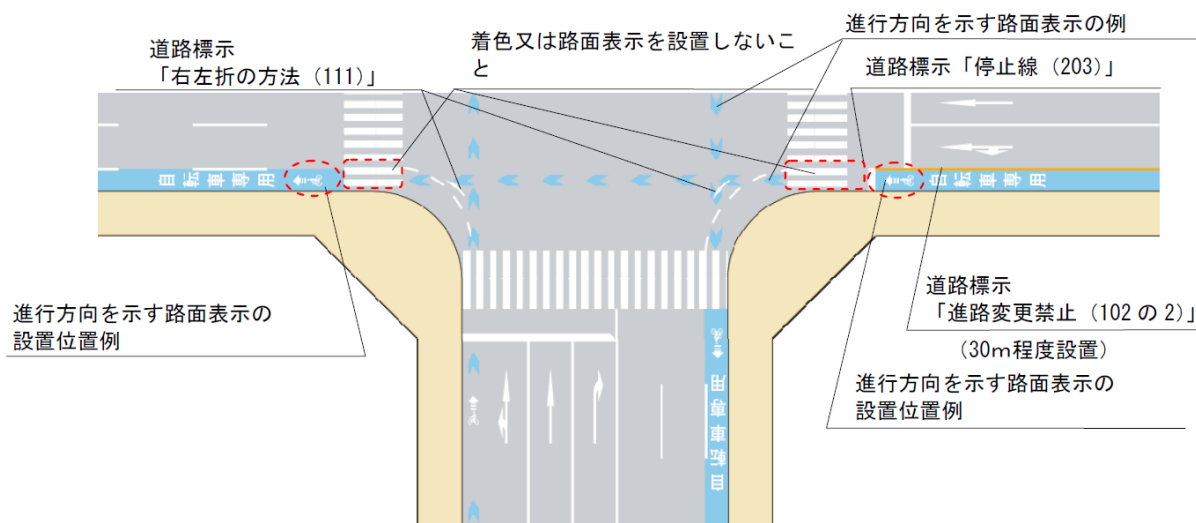 道路標示
「右左折の方法(111)」
着色又は路面表示を設置しないこ
と
進行方向を示す路面表示の例
道路標示「停止線(203)」
自転車専用
自転車専用
進行方向を示す路面表示の
設置位置例
道路標示
「進路変更禁止(102の2)」
(30m程度設置)
進行方向を示す路面表示の
設置位置例
自転車専用